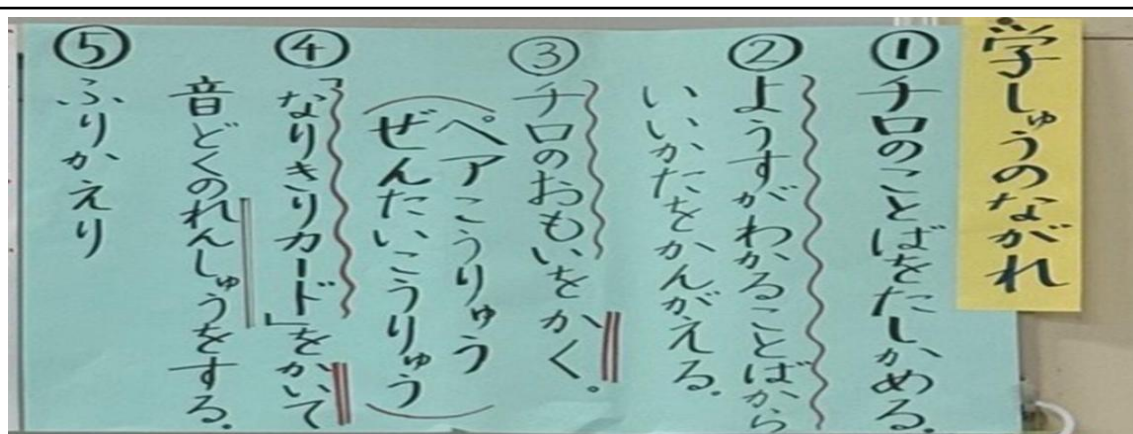 学しゅうのながれ
① チロのことばをたしかめる。
② ようすがわかることばから
いいかたをかんがえる。
③ チロのおもいをかく。
(ペアこうりゅう
ぜんたいこうりゅう)
④ 「なりきりカード」をかいて
音どくのれんしゅうをする。
⑤ ふりかえり